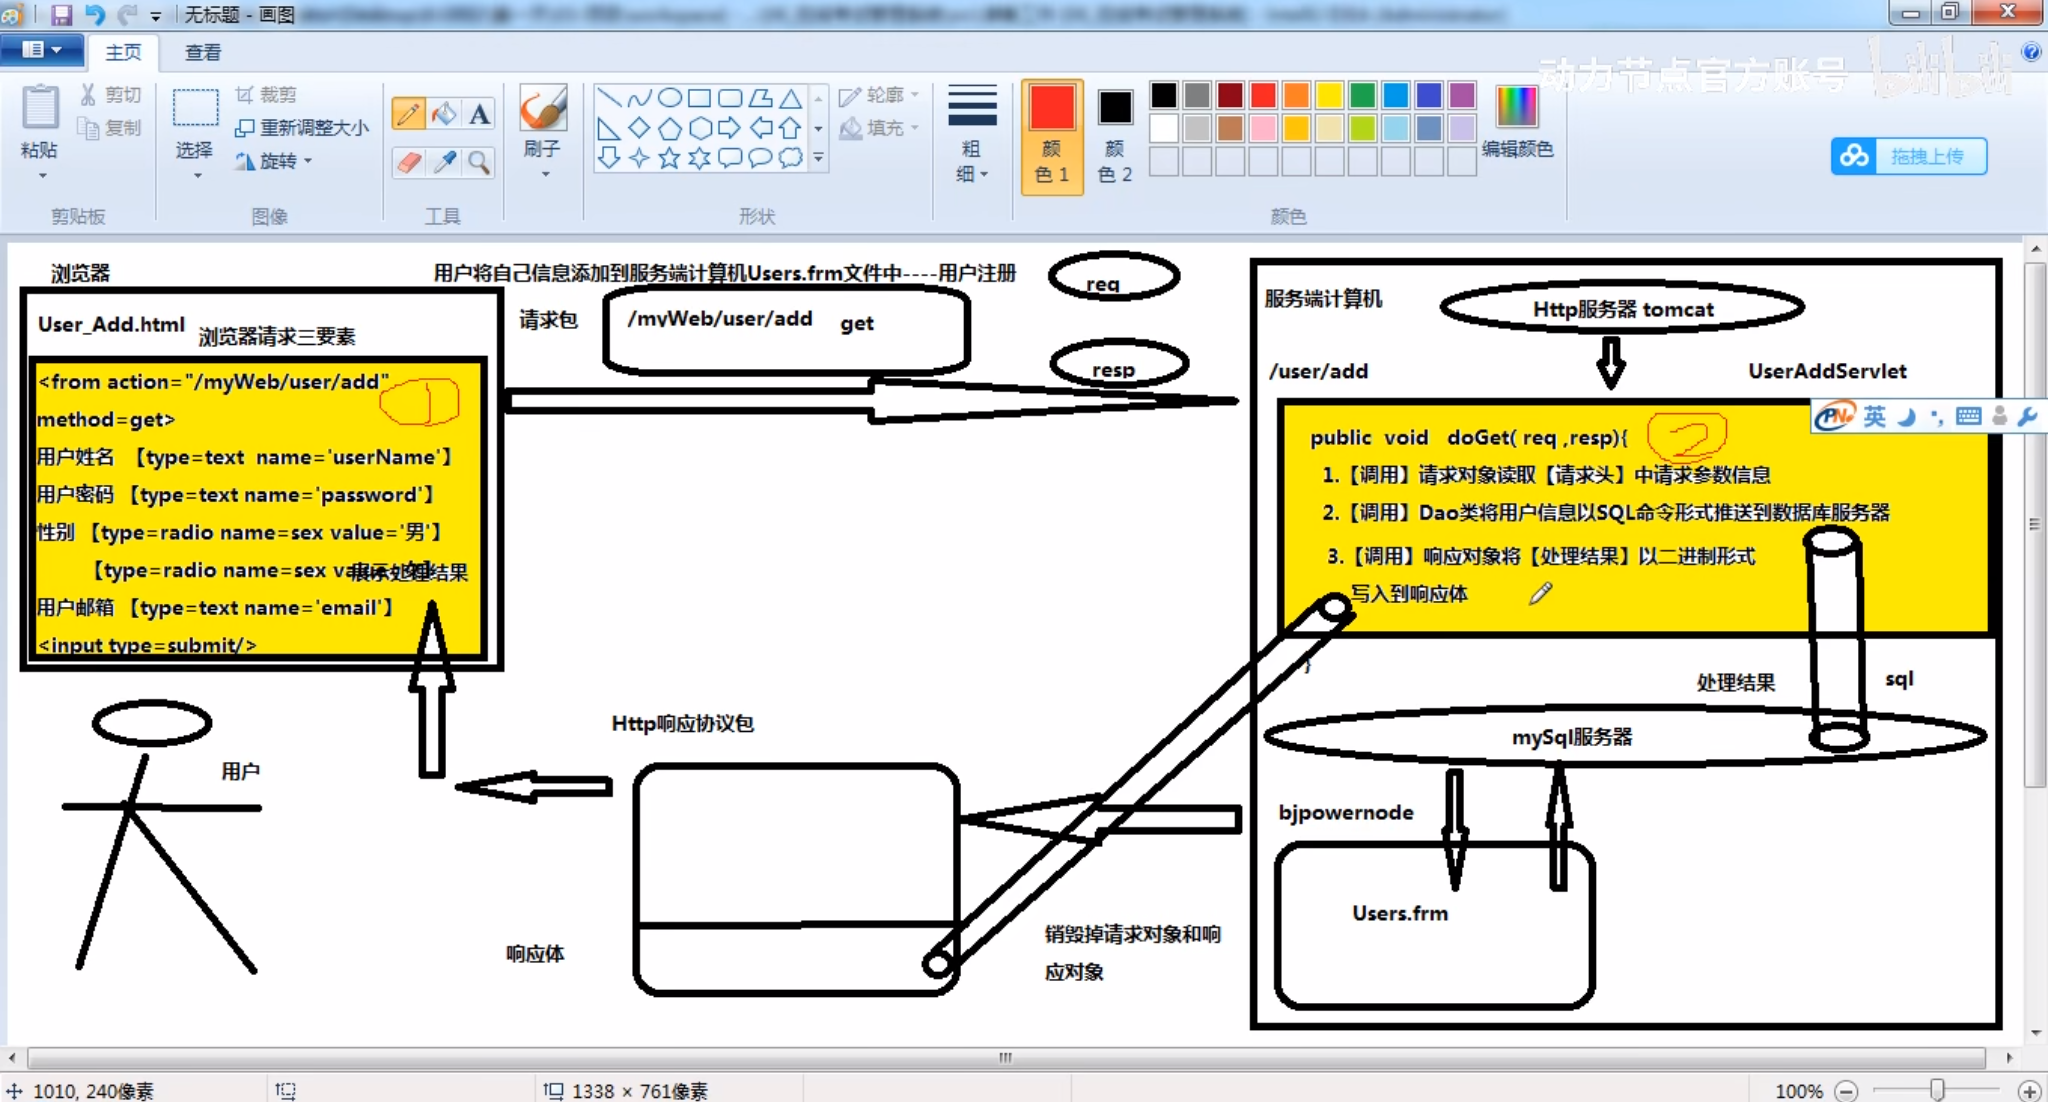 无标题 - 画图
主页
查看
动力节点官方账号
bilibili
粘贴
剪切
复制
剪贴板
选择
裁剪
重新调整大小
旋转
图像
A
工具
刷子
轮廓
填充
形状
粗
细
颜
色 1
颜
色 2
编辑颜色
颜色
拖拽上传
浏览器
用户将自己信息添加到服务端计算机Users.frm文件中----用户注册
req
User_Add.html
浏览器请求三要素
请求包
/myWeb/user/add
get
resp
服务端计算机
Http服务器 tomcat
/user/add
UserAddServlet
英
<from action="/myWeb/user/add"
method=get>
用户姓名 【type=text name='userName'】
用户密码 【type=text name='password'】
性别 【type=radio name=sex value='男'】
【type=radio name=sex
展示处理结果
用户邮箱 【type=text name='email'】
<input type=submit/>
1
public void doGet( req ,resp){
2
1.【调用】请求对象读取【请求头】中请求参数信息
2.【调用】Dao类将用户信息以SQL命令形式推送到数据库服务器
3.【调用】响应对象将【处理结果】以二进制形式
写入到响应体
}
处理结果
sql
mySql服务器
bjpowernode
Users.frm
用户
Http响应协议包
响应体
销毁掉请求对象和响
应对象
1010, 240像素
1338 × 761像素
100%